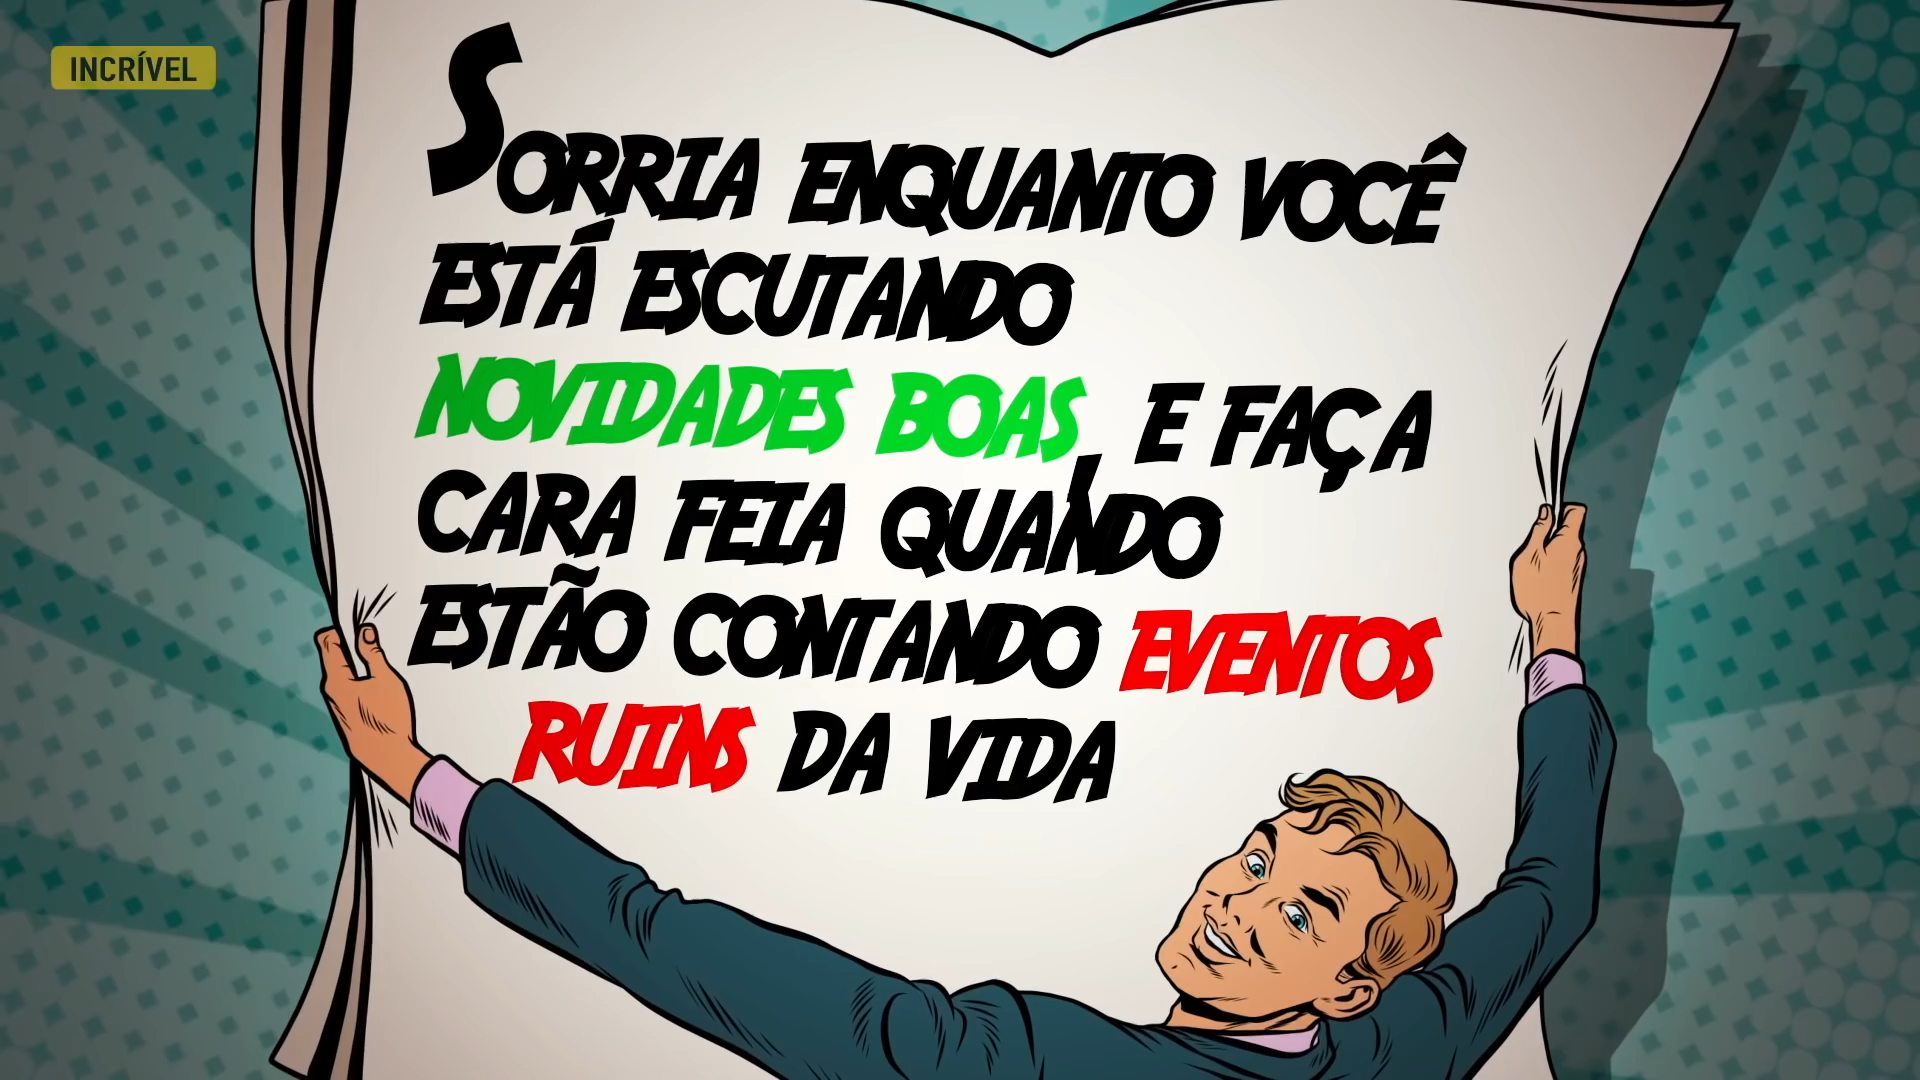 INCRÍVEL
SORRIA ENQUANTO VOCÊ
ESTÁ ESCUTANDO
NOVIDADES BOAS, E FAÇA
CARA FEIA QUANDO
ESTÃO CONTANDO EVENTOS
RUINS DA VIDA